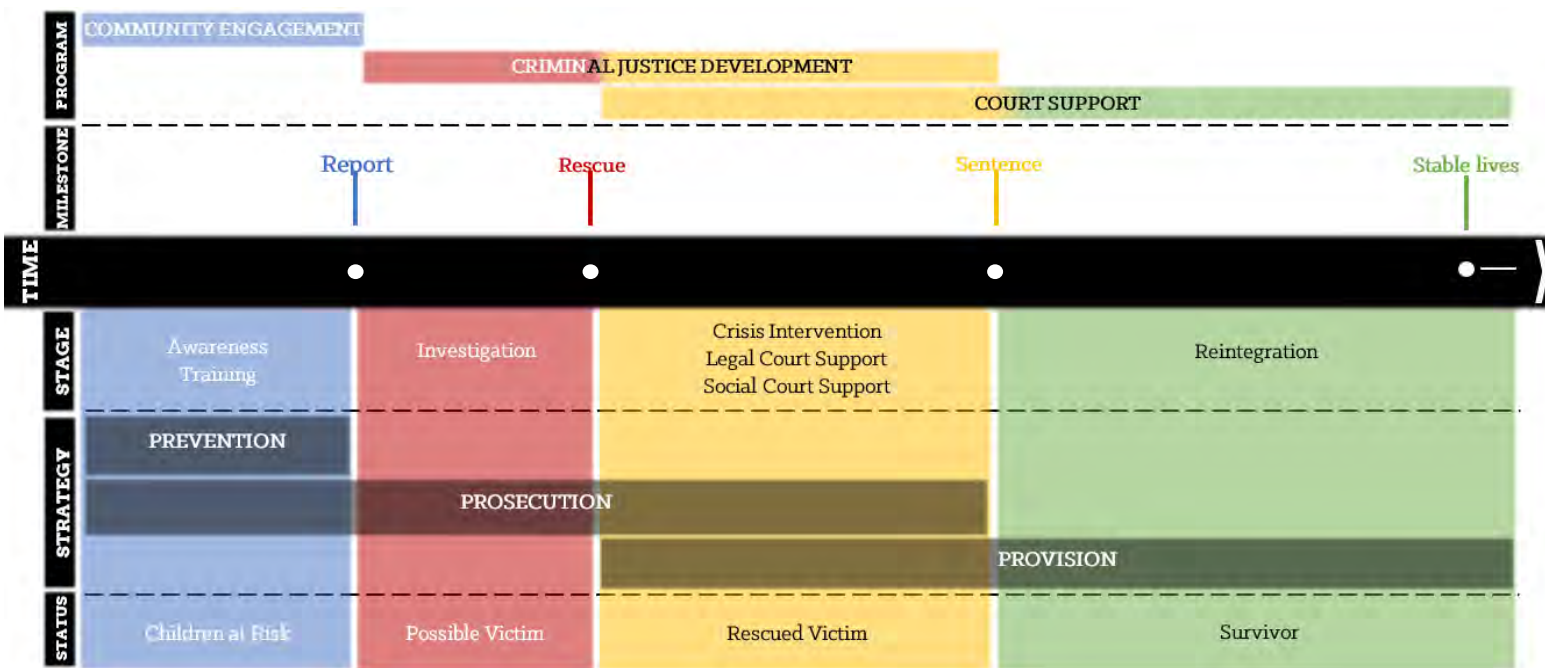 PROGRAM
COMMUNITY ENGAGEMENT
CRIMINAL JUSTICE DEVELOPMENT
COURT SUPPORT
MILESTONE
Report
Rescue
Sentence
Stable lives
TIME
STAGE
Awareness
Training
Investigation
Crisis Intervention
Legal Court Support
Social Court Support
Reintegration
STRATEGY
PREVENTION
PROSECUTION
PROVISION
STATUS
Children at Risk
Possible Victim
Rescued Victim
Survivor